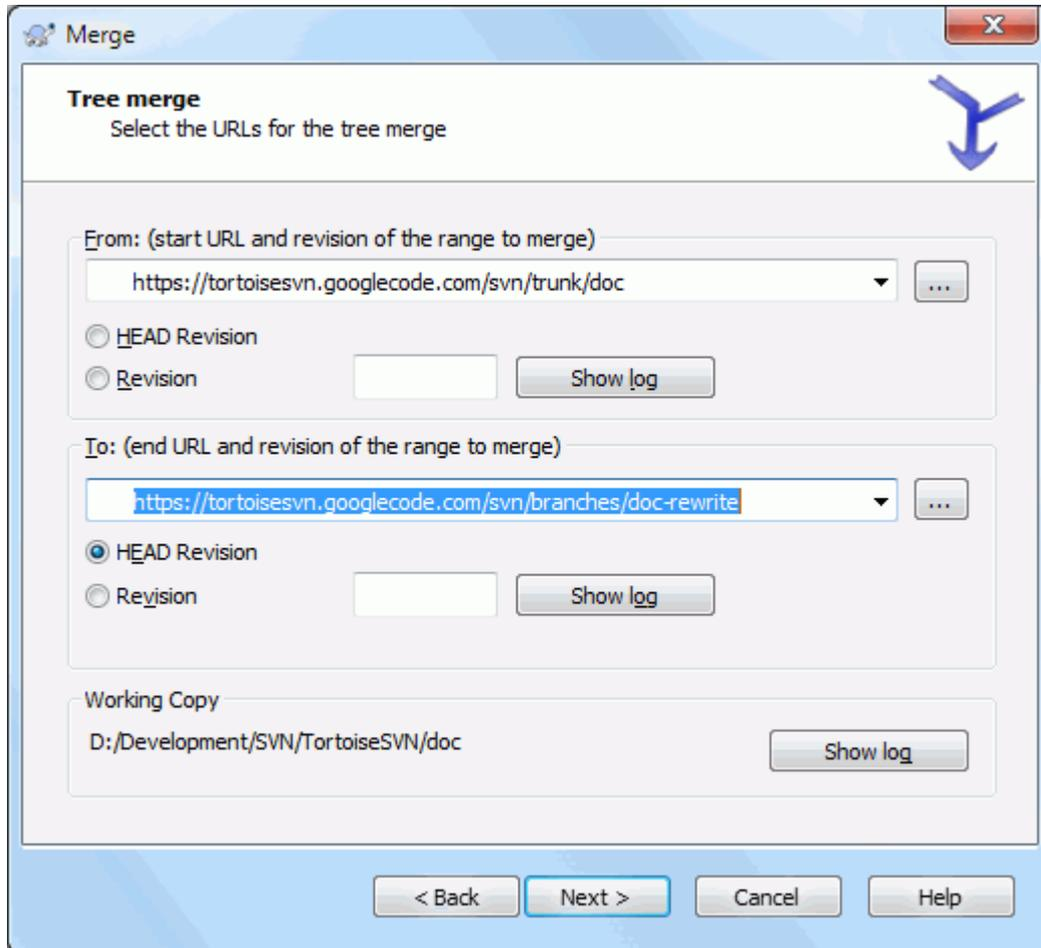 Merge
Tree merge
Select the URLs for the tree merge
From: (start URL and revision of the range to merge)
https://tortoisesvn.googlecode.com/svn/trunk/doc
...
HEAD Revision
Revision
Show log
To: (end URL and revision of the range to merge)
https://tortoisesvn.googlecode.com/svn/branches/doc-rewrite
...
HEAD Revision
Revision
Show log
Working Copy
D:/Development/SVN/TortoiseSVN/doc
Show log
< Back
Next >
Cancel
Help